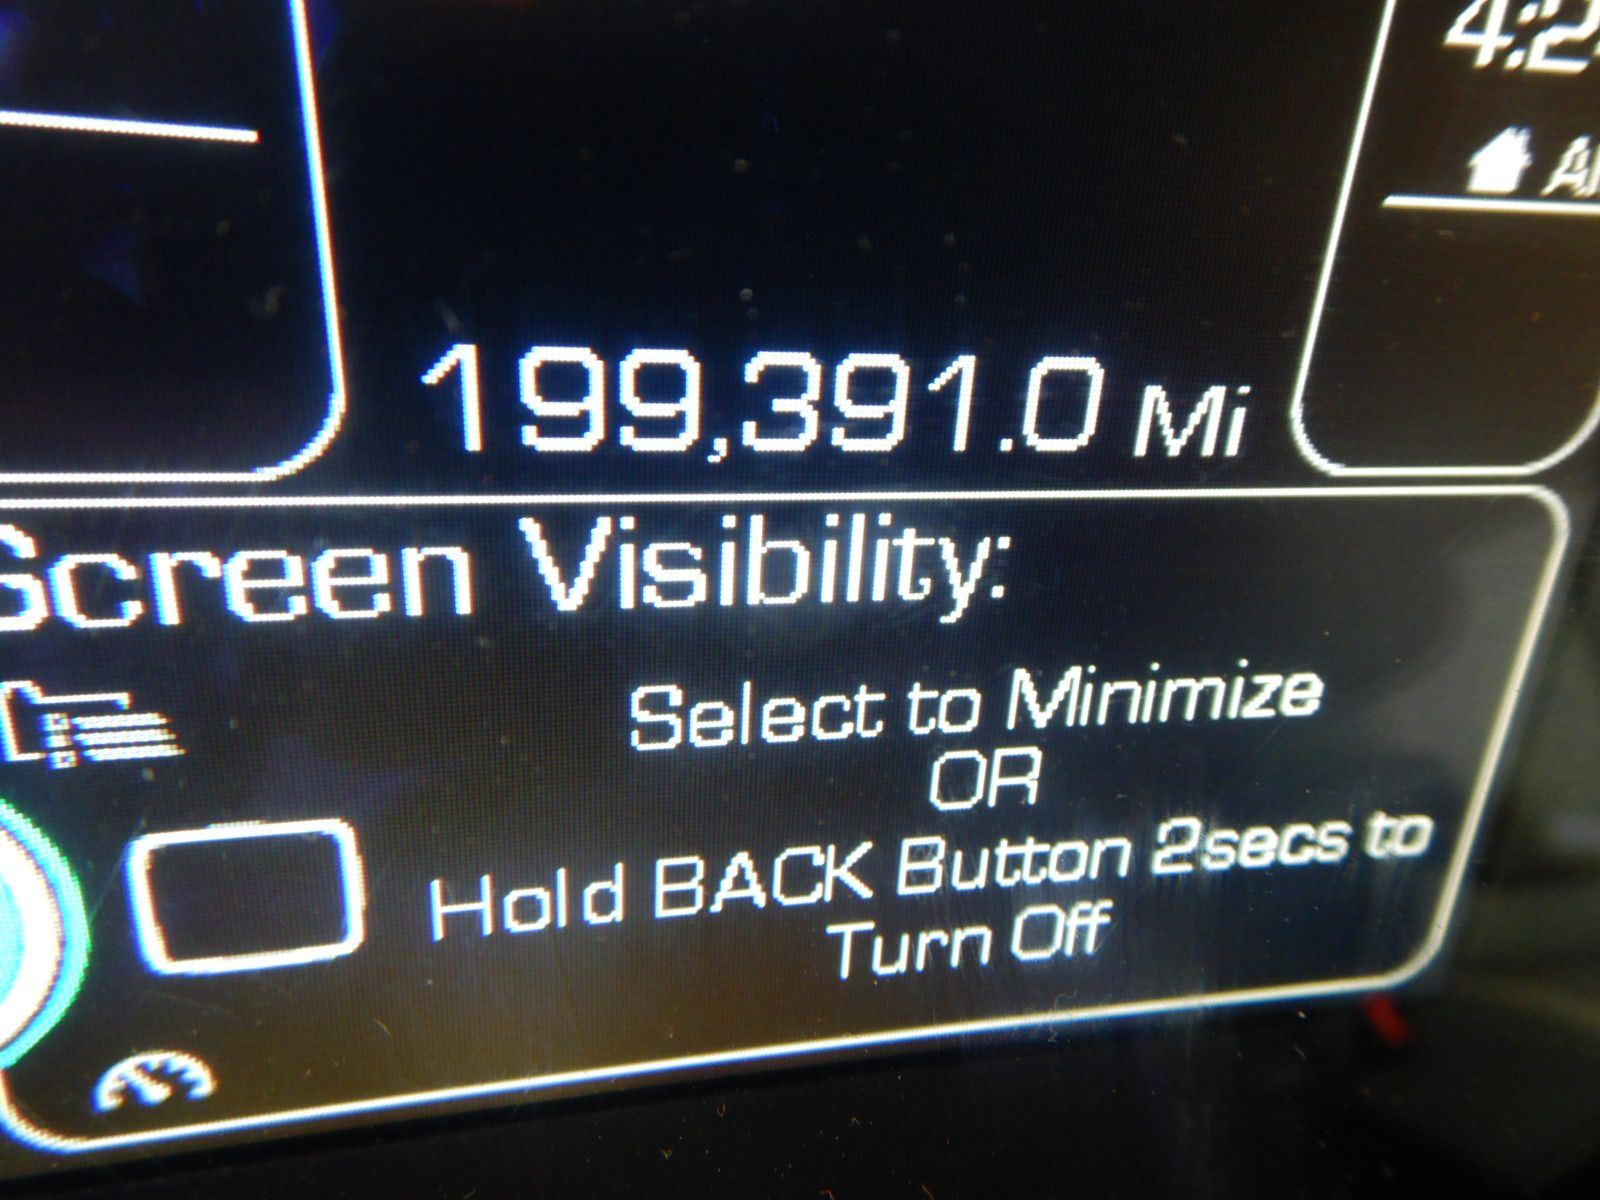 199,391.0 Mi
Screen Visibility:
Select to Minimize
OR
Hold BACK Button 2secs to
Turn Off